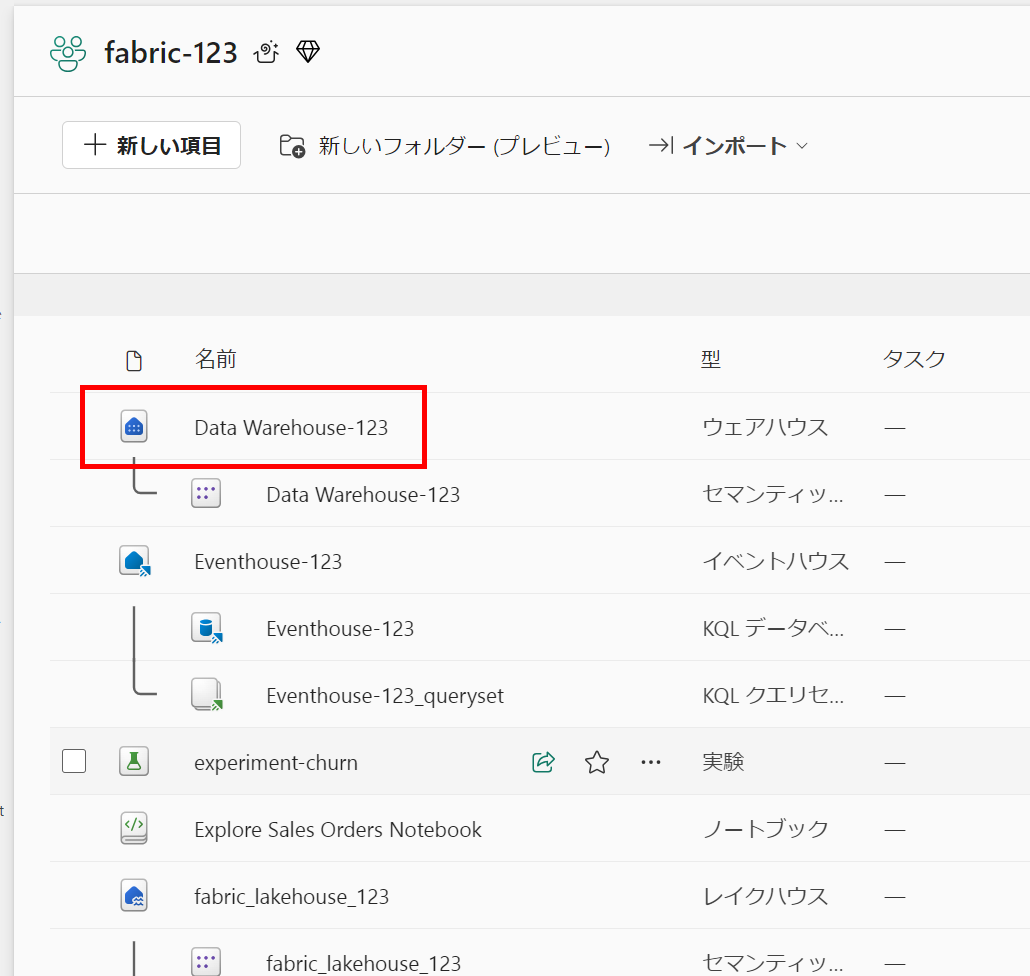 fabric-123
新しい項目 新しいフォルダー (プレビュー) インポート
名前 型 タスク
Data Warehouse-123 ウェアハウス —
Data Warehouse-123 セマンティッ... —
Eventhouse-123 イベントハウス —
Eventhouse-123 KQL データベ... —
Eventhouse-123_queryset KQL クエリセ... —
experiment-churn 実験 —
Explore Sales Orders Notebook ノートブック —
fabric_lakehouse_123 レイクハウス —
fabric_lakehouse_123 セマンティッ... —